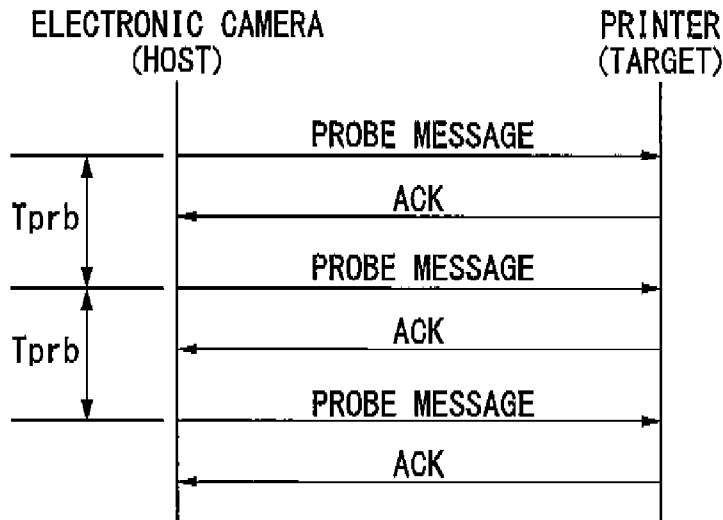 ELECTRONIC CAMERA
(HOST)
PRINTER
(TARGET)
PROBE MESSAGE
Tprb
ACK
PROBE MESSAGE
Tprb
ACK
PROBE MESSAGE
ACK